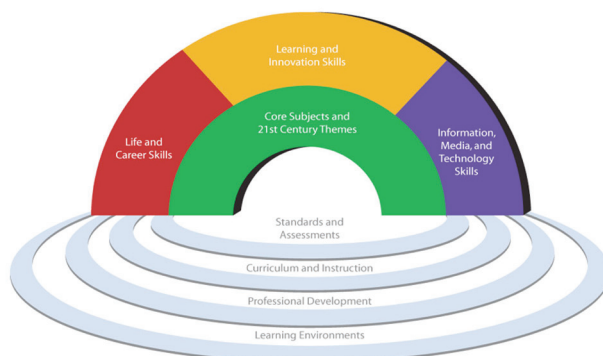 Learning and
Innovation Skills
Core Subjects and
21st Century Themes
Life and
Career Skills
Information,
Media, and
Technology
Skills
Standards and
Assessments
Curriculum and Instruction
Professional Development
Learning Environments